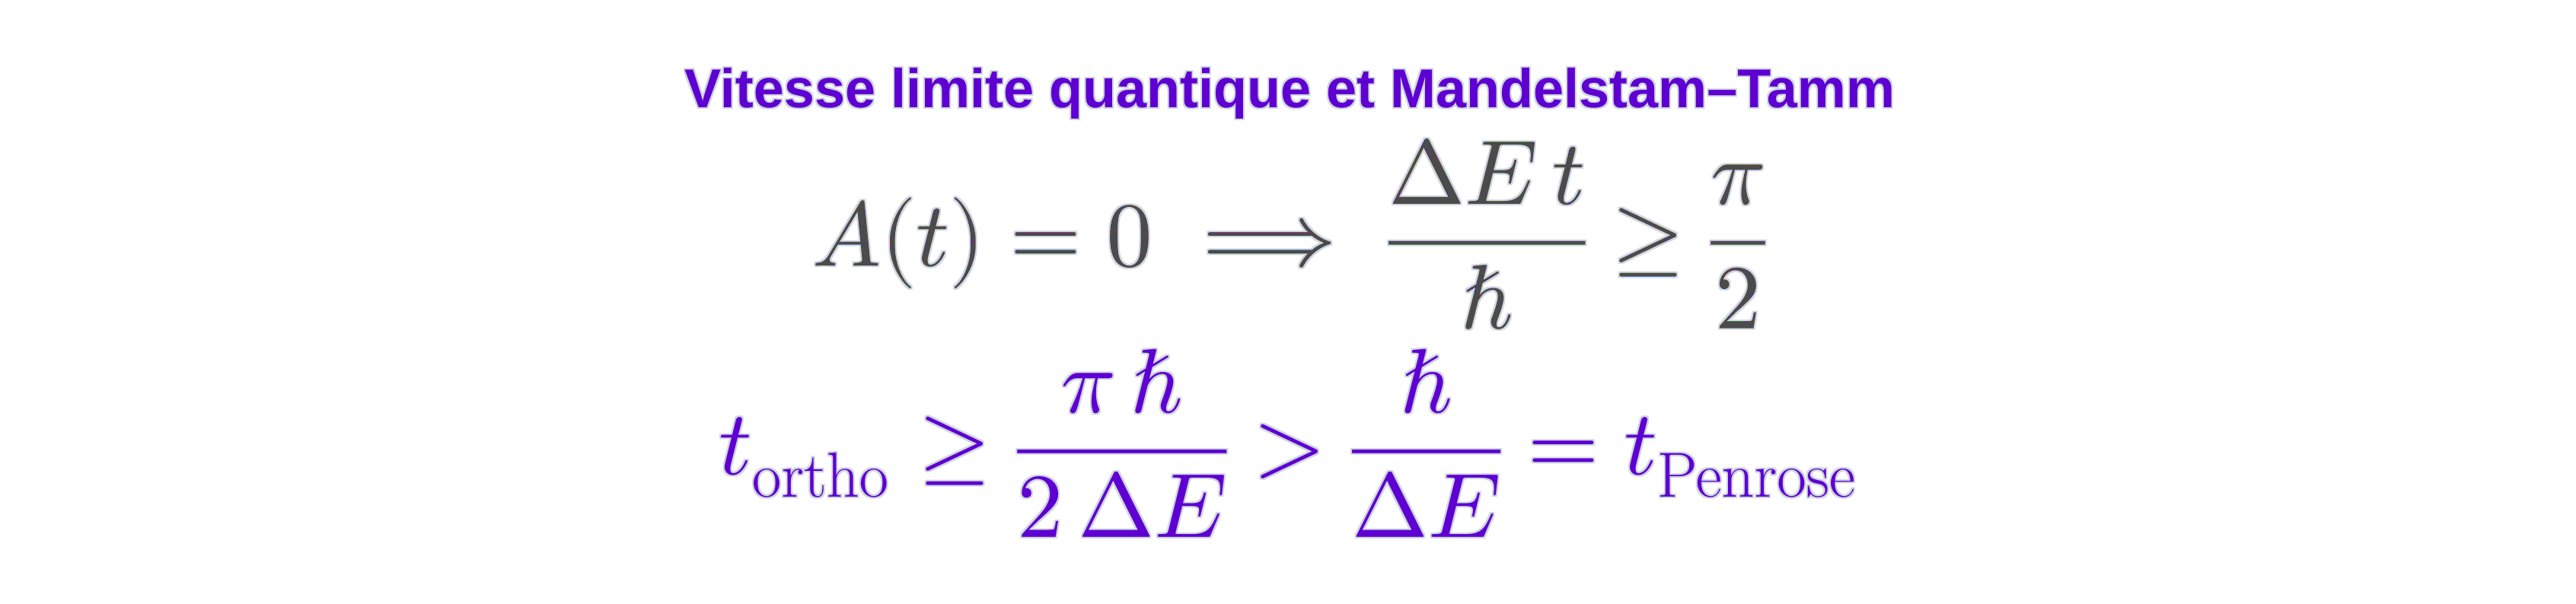 Vitesse limite quantique et Mandelstam–Tamm
A(t) = 0 ⟹ ΔE t / ħ ≥ π / 2
t_ortho ≥ π ħ / 2 ΔE > ħ / ΔE = t_Penrose